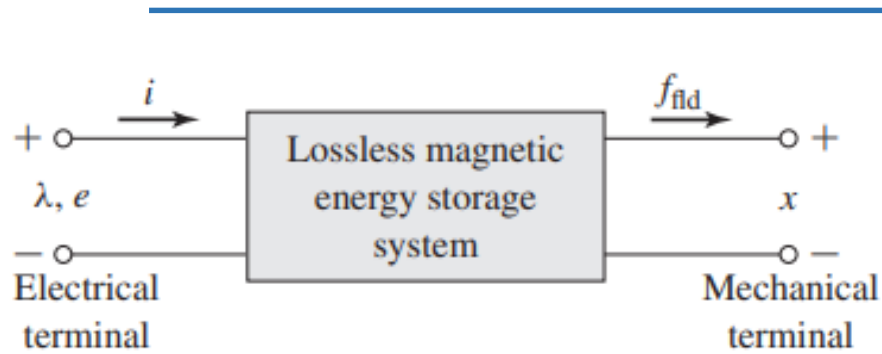 i
f_fld
+
+
Lossless magnetic
energy storage
system
λ, e
x
−
−
Electrical
terminal
Mechanical
terminal